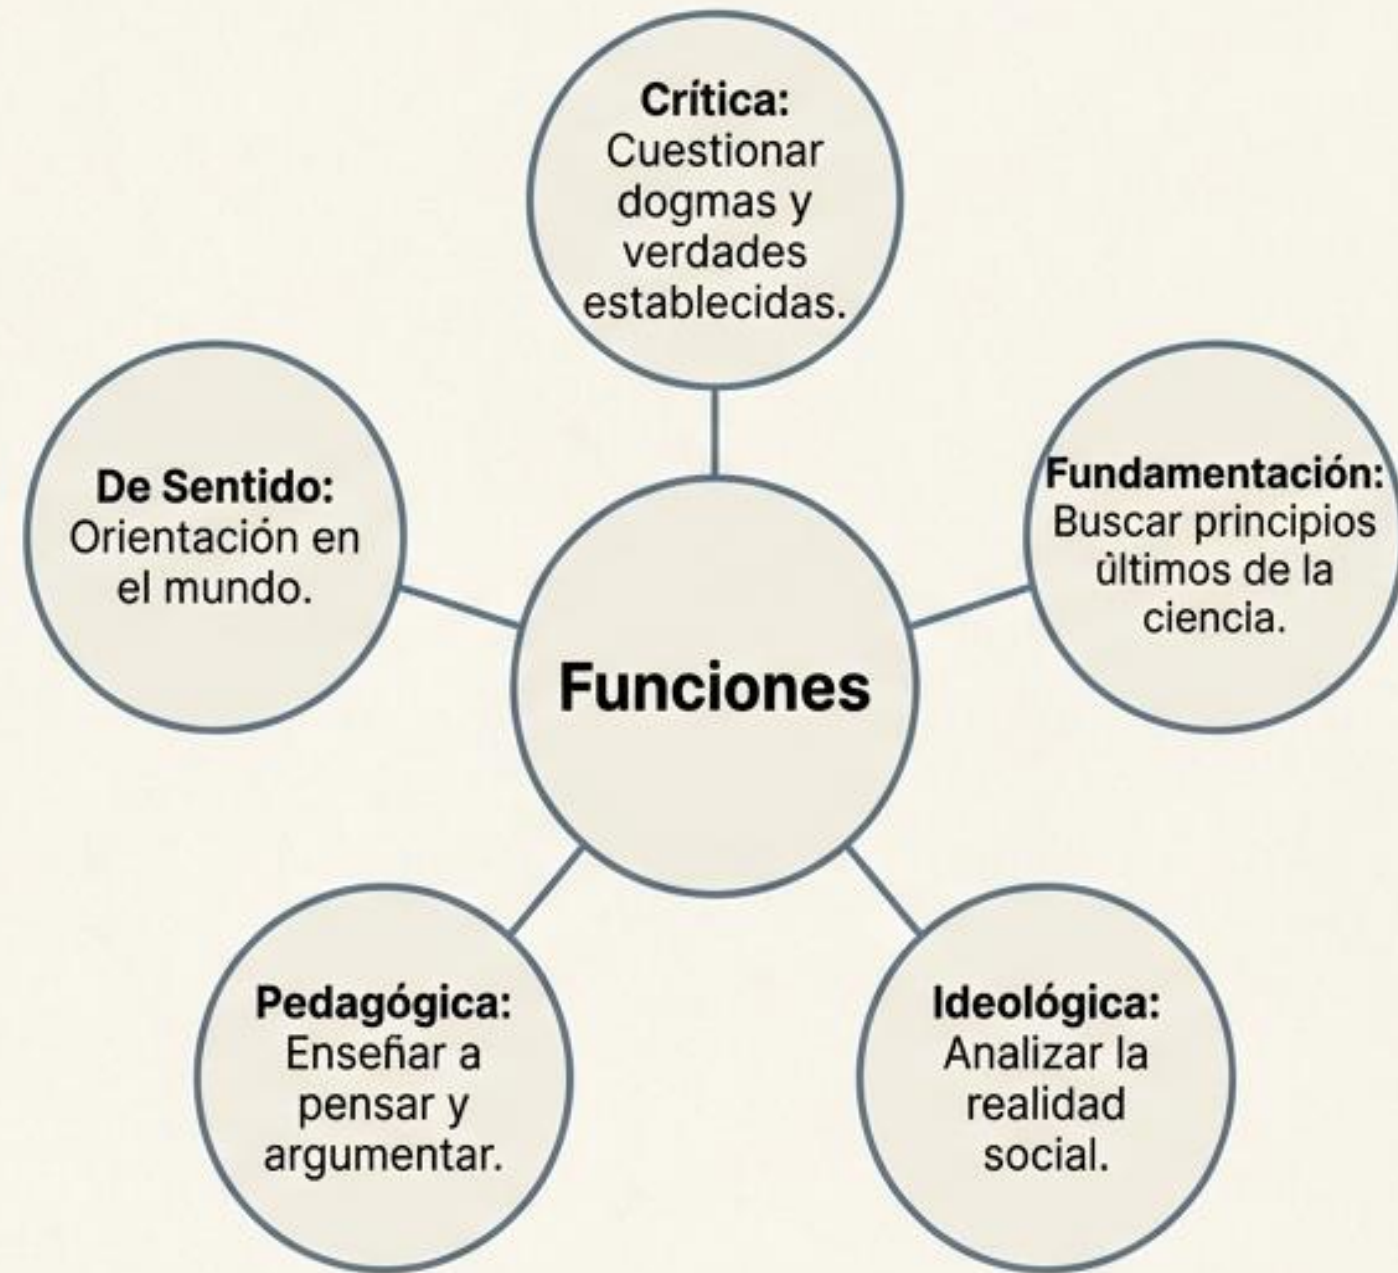 Crítica:
Cuestionar
dogmas y
verdades
establecidas.
De Sentido:
Orientación en
el mundo.
Fundamentación:
Buscar principios
últimos de la
ciencia.
Funciones
Pedagógica:
Enseñar a
pensar y
argumentar.
Ideológica:
Analizar la
realidad
social.